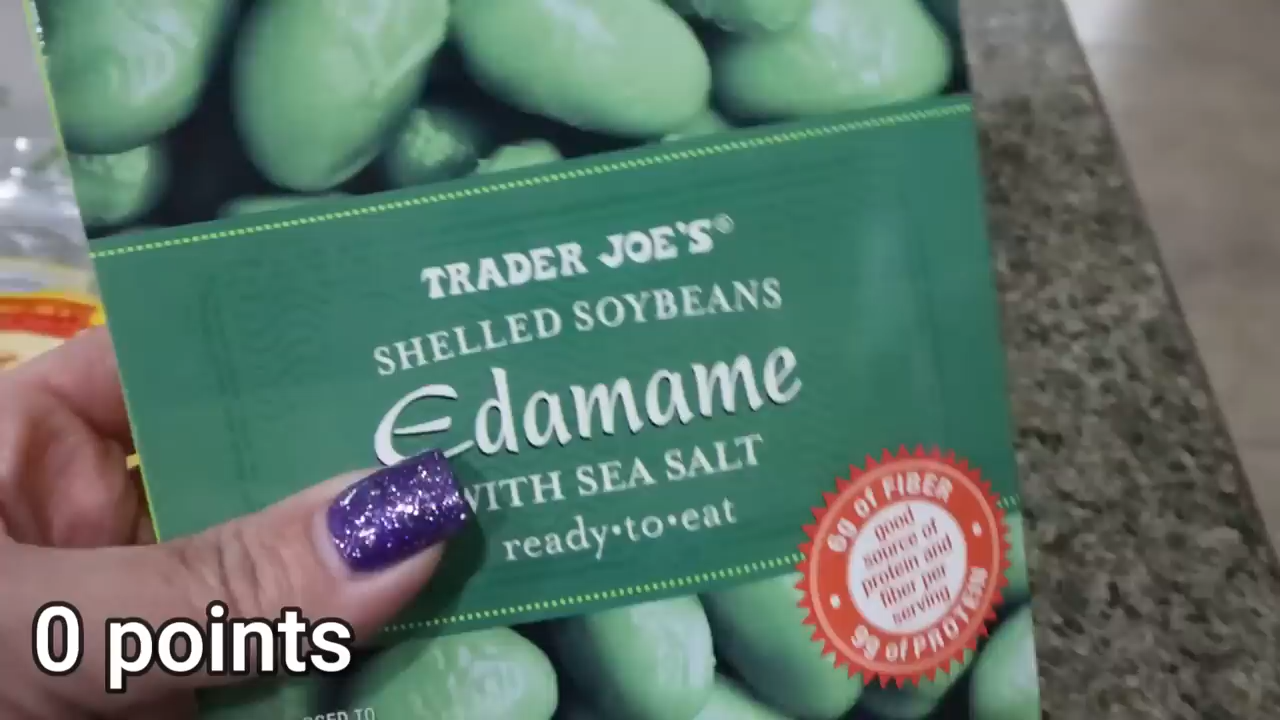 TRADER JOE'S®
SHELLED SOYBEANS
Edamame
WITH SEA SALT
ready•to•eat
6g of FIBER
good
source of
protein and
fiber per
serving
9g of PROTEIN
0 points